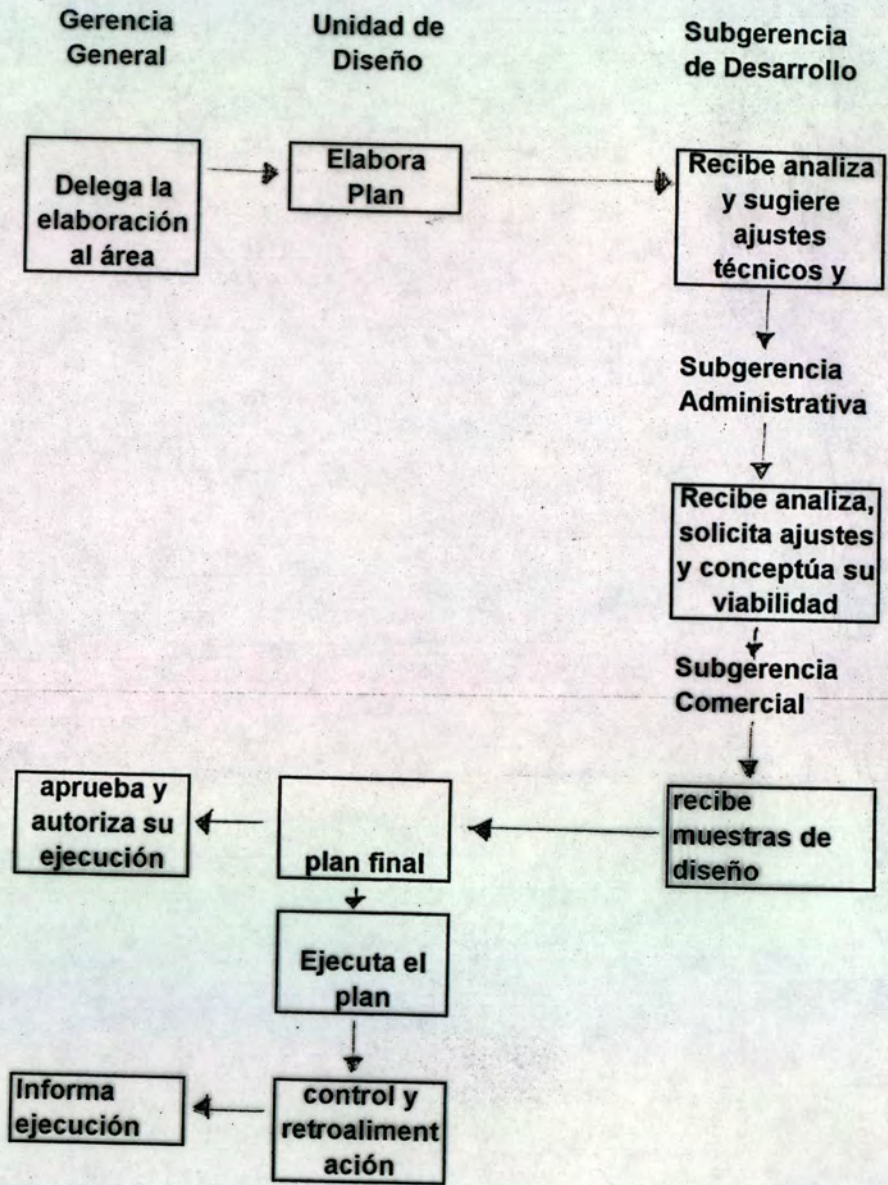 Gerencia
General
Unidad de
Diseño
Subgerencia
de Desarrollo
Delega la
elaboración
al área
Elabora
Plan
Recibe analiza
y sugiere
ajustes
técnicos y
Subgerencia
Administrativa
Recibe analiza,
solicita ajustes
y conceptúa su
viabilidad
Subgerencia
Comercial
recibe
muestras de
diseño
plan final
aprueba y
autoriza su
ejecución
Ejecuta el
plan
control y
retroaliment
ación
Informa
ejecución